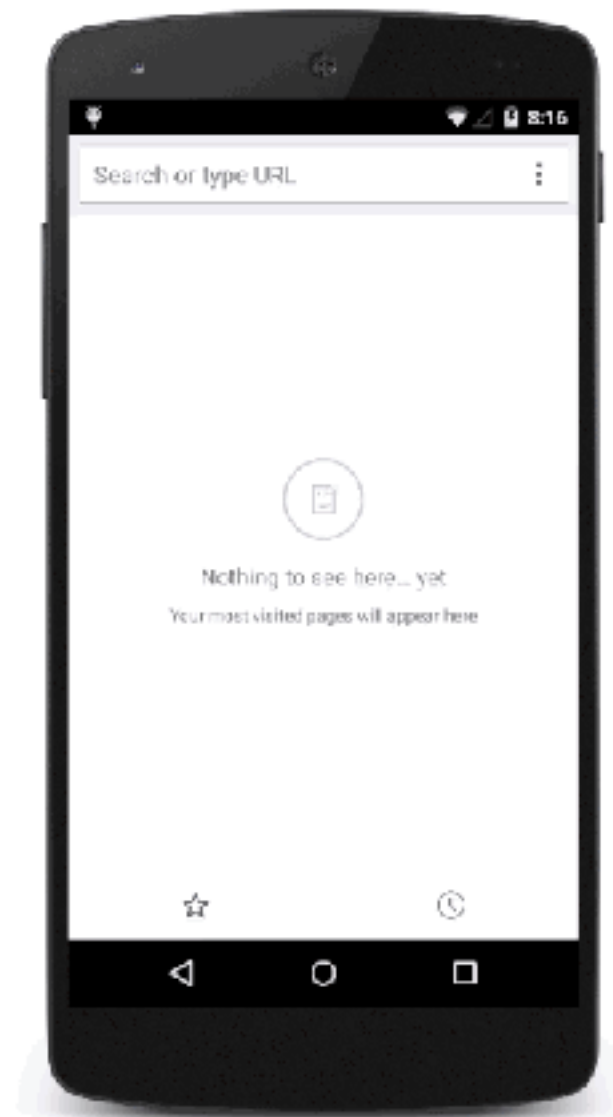 8:16
Search or type URL
Nothing to see here... yet
Your most visited pages will appear here